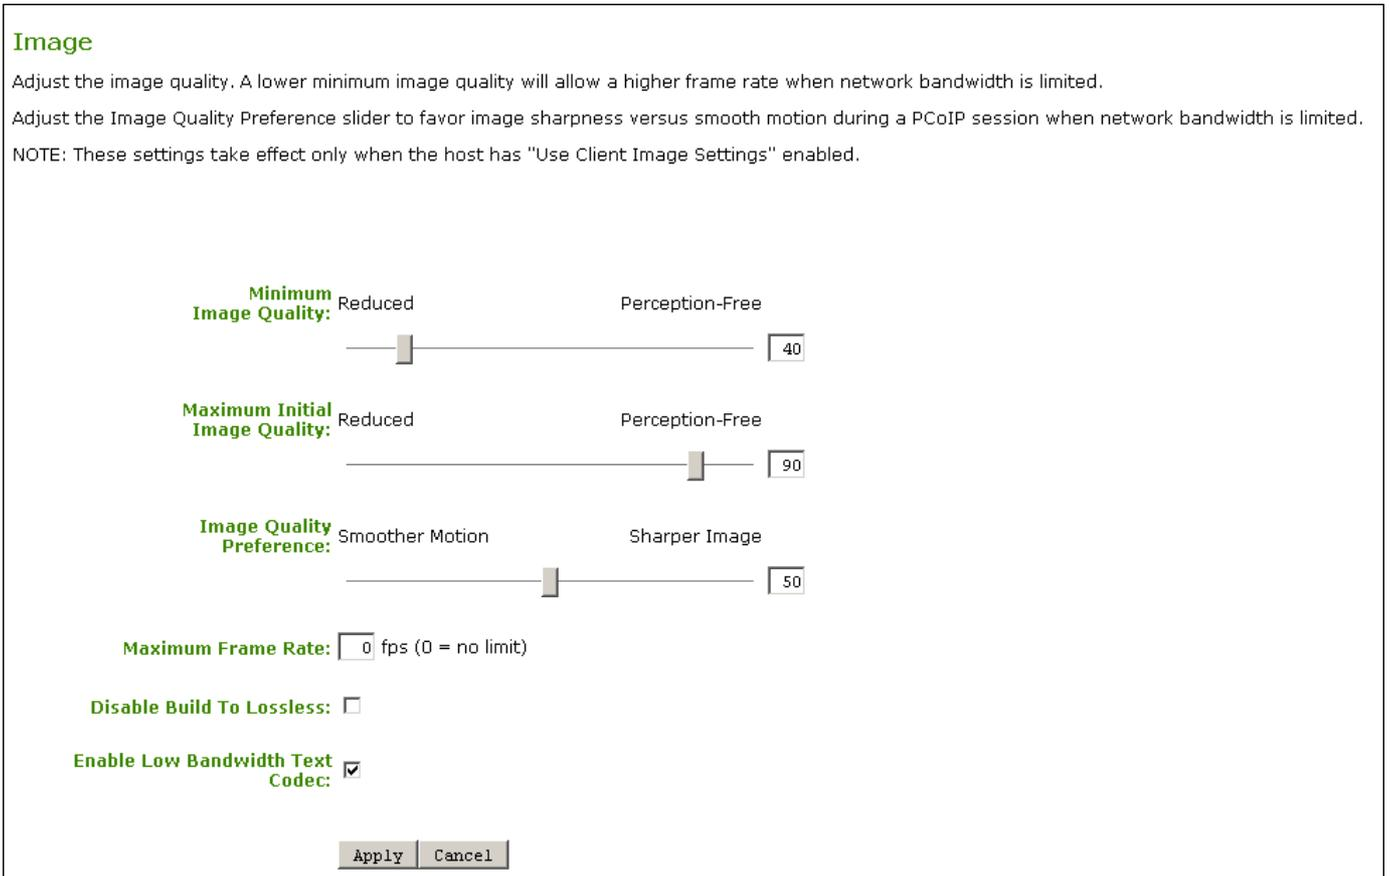 Image
Adjust the image quality. A lower minimum image quality will allow a higher frame rate when network bandwidth is limited.
Adjust the Image Quality Preference slider to favor image sharpness versus smooth motion during a PCoIP session when network bandwidth is limited.
NOTE: These settings take effect only when the host has "Use Client Image Settings" enabled.
Minimum
Image Quality:
Reduced Perception-Free
40
Maximum Initial
Image Quality:
Reduced Perception-Free
90
Image Quality
Preference:
Smoother Motion Sharper Image
50
Maximum Frame Rate: 0 fps (0 = no limit)
Disable Build To Lossless:
Enable Low Bandwidth Text
Codec:
Apply Cancel